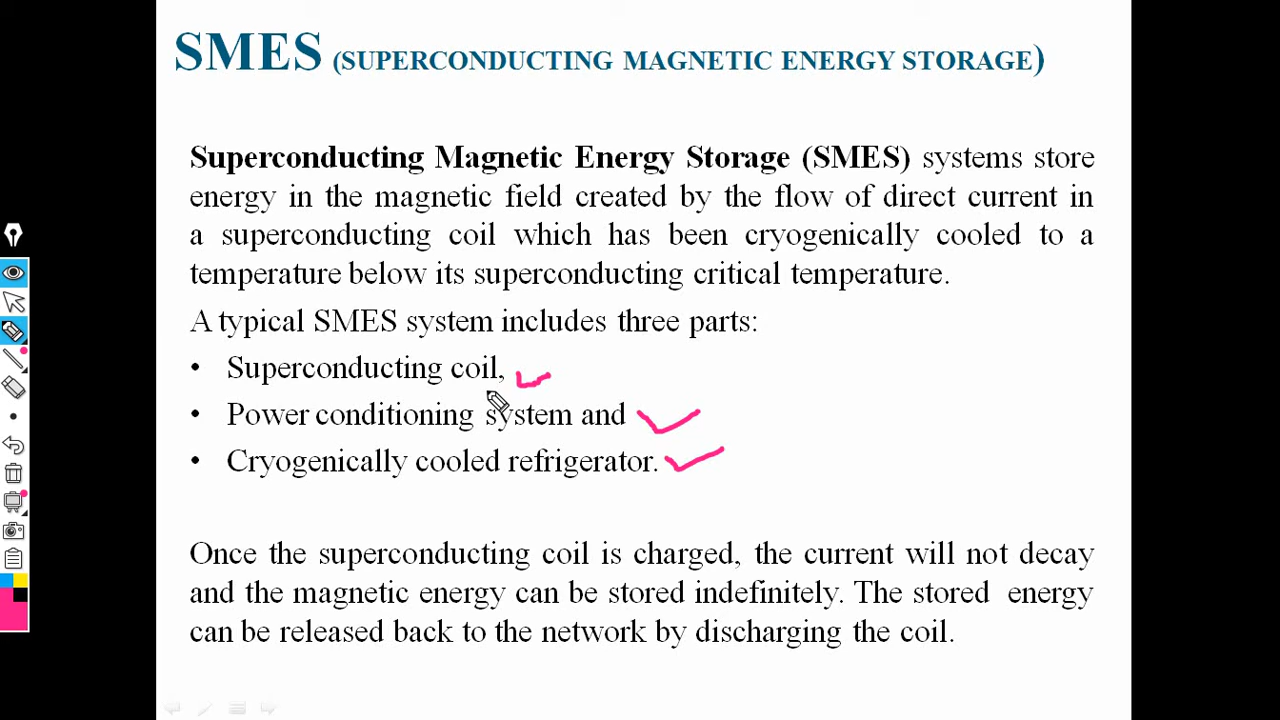 SMES (SUPERCONDUCTING MAGNETIC ENERGY STORAGE)
Superconducting Magnetic Energy Storage (SMES) systems store
energy in the magnetic field created by the flow of direct current in
a superconducting coil which has been cryogenically cooled to a
temperature below its superconducting critical temperature.
A typical SMES system includes three parts:
• Superconducting coil,
• Power conditioning system and
• Cryogenically cooled refrigerator.
Once the superconducting coil is charged, the current will not decay
and the magnetic energy can be stored indefinitely. The stored energy
can be released back to the network by discharging the coil.